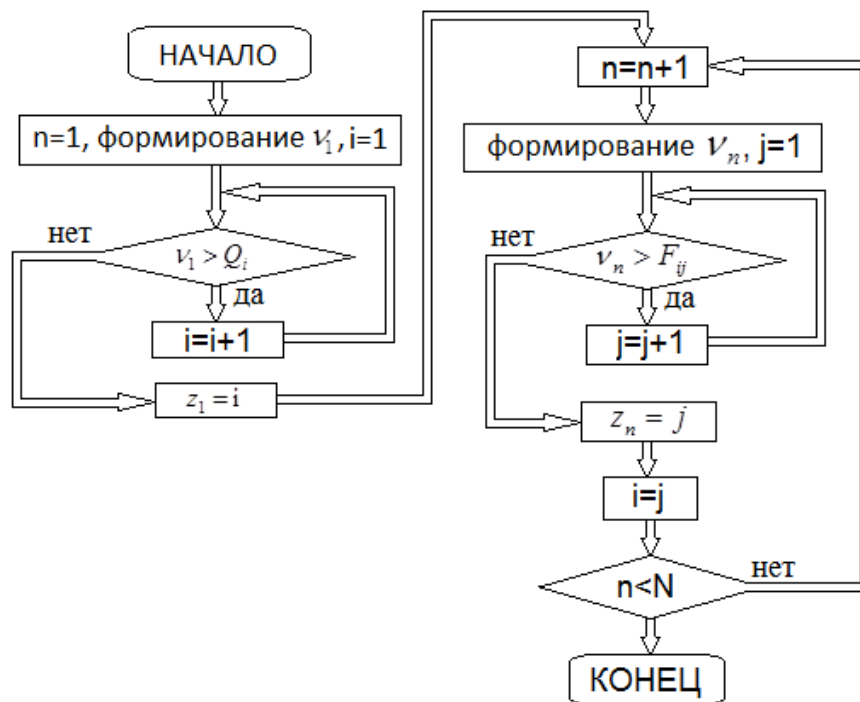 НАЧАЛО
n=1, формирование ν₁, i=1
нет
ν₁ > Qᵢ
да
i=i+1
z₁ = i
n=n+1
формирование νₙ, j=1
нет
νₙ > Fᵢⱼ
да
j=j+1
zₙ = j
i=j
n<N
нет
КОНЕЦ